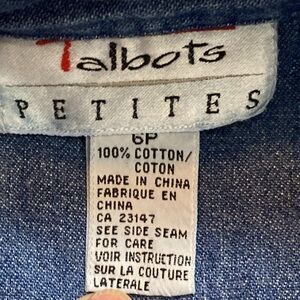 Talbots
PETITES
6P
100% COTTON/
COTON
MADE IN CHINA
FABRIQUE EN
CHINA
CA 23147
SEE SIDE SEAM
FOR CARE
VOIR INSTRUCTION
SUR LA COUTURE
LATERALE